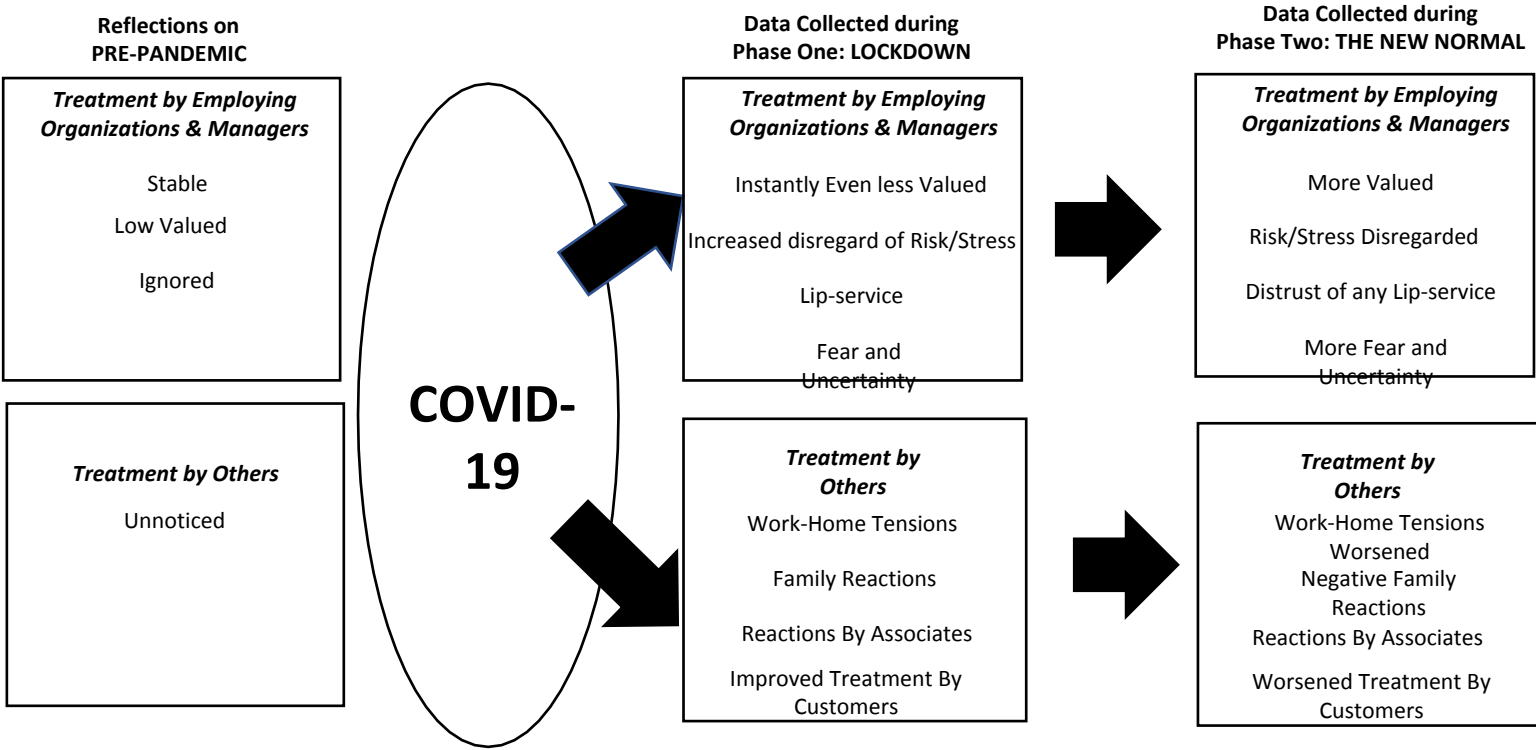 Reflections on
PRE-PANDEMIC
Treatment by Employing
Organizations & Managers
Stable
Low Valued
Ignored
Treatment by Others
Unnoticed
COVID-
19
Data Collected during
Phase One: LOCKDOWN
Treatment by Employing
Organizations & Managers
Instantly Even less Valued
Increased disregard of Risk/Stress
Lip-service
Fear and
Uncertainty
Treatment by
Others
Work-Home Tensions
Family Reactions
Reactions By Associates
Improved Treatment By
Customers
Data Collected during
Phase Two: THE NEW NORMAL
Treatment by Employing
Organizations & Managers
More Valued
Risk/Stress Disregarded
Distrust of any Lip-service
More Fear and
Uncertainty
Treatment by
Others
Work-Home Tensions
Worsened
Negative Family
Reactions
Reactions By Associates
Worsened Treatment By
Customers